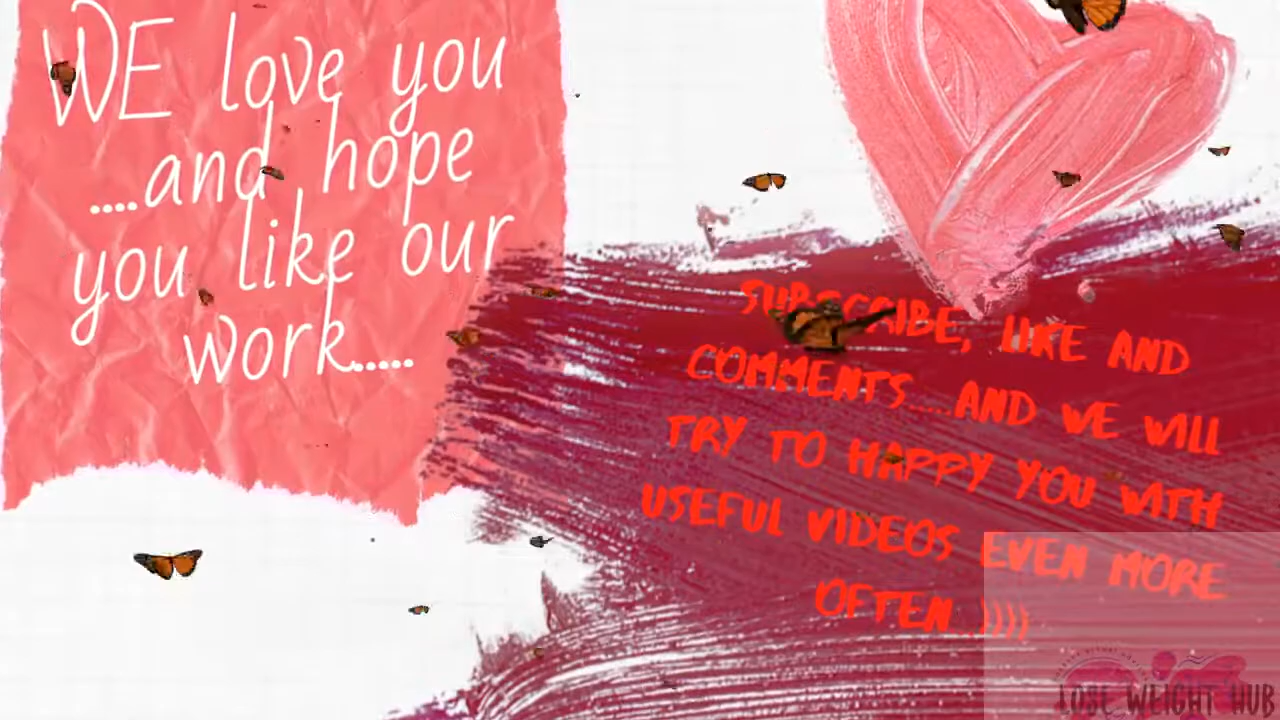 WE love you
....and hope
you like our
work.....
SUBSCRIBE, LIKE AND
COMMENTS.....AND WE WILL
TRY TO HAPPY YOU WITH
USEFUL VIDEOS EVEN MORE
OFTEN...))))
LOSE WEIGHT HUB